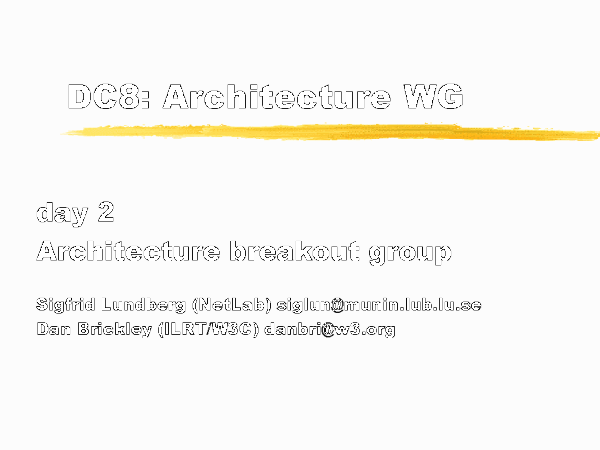 DC8: Architecture WG
day 2
Architecture breakout group
Sigfrid Lundberg (NetLab) siglun@munin.lub.lu.se
Dan Brickley (ILRT/W3C) danbri@w3.org